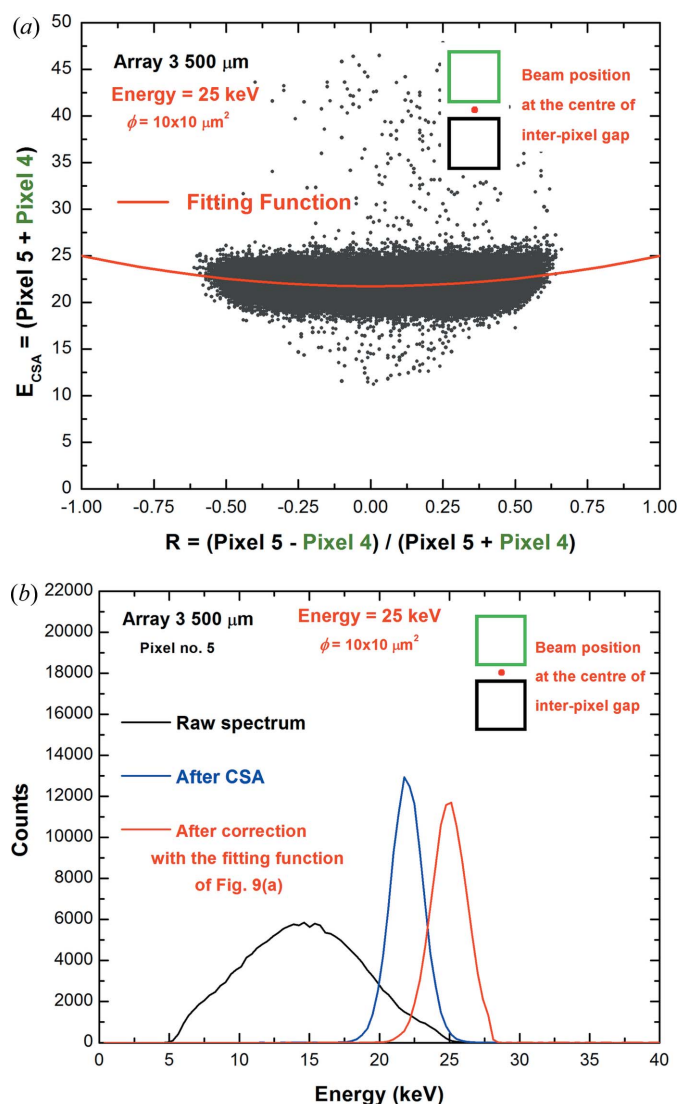 (a)
50
45
40
35
30
25
20
15
10
5
0
E_CSA = (Pixel 5 + Pixel 4)
Array 3 500 μm
Energy = 25 keV
ϕ = 10x10 μm²
Beam position
at the centre of
inter-pixel gap
Fitting Function
-1.00 -0.75 -0.50 -0.25 0.00 0.25 0.50 0.75 1.00
R = (Pixel 5 - Pixel 4) / (Pixel 5 + Pixel 4)
(b)
22000
20000
18000
16000
14000
12000
10000
8000
6000
4000
2000
0
Counts
Array 3 500 μm
Pixel no. 5
Energy = 25 keV
ϕ = 10x10 μm²
Beam position
at the centre of
inter-pixel gap
Raw spectrum
After CSA
After correction
with the fitting function
of Fig. 9(a)
0 5 10 15 20 25 30 35 40
Energy (keV)